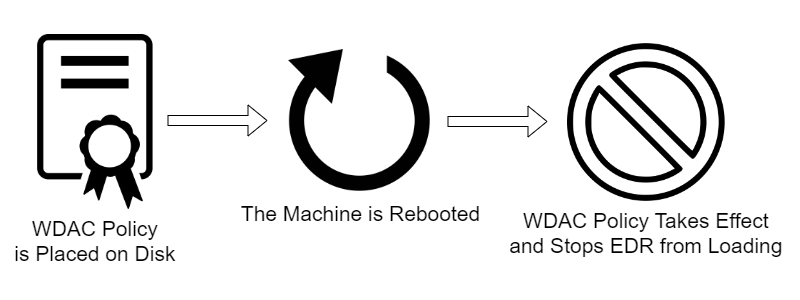 WDAC Policy
is Placed on Disk
The Machine is Rebooted
WDAC Policy Takes Effect
and Stops EDR from Loading